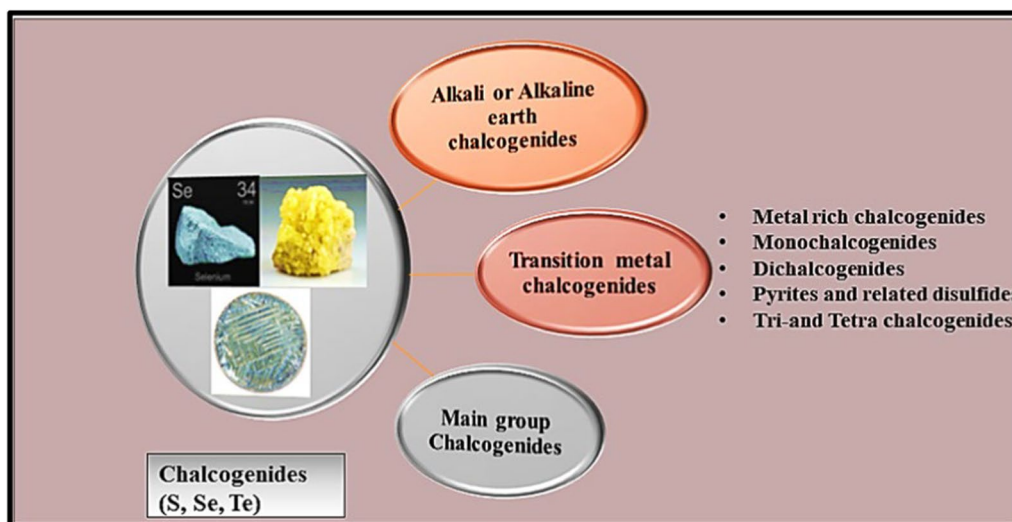 Se 34
Selenium
Chalcogenides
(S, Se, Te)
Alkali or Alkaline
earth
chalcogenides
Transition metal
chalcogenides
• Metal rich chalcogenides
• Monochalcogenides
• Dichalcogenides
• Pyrites and related disulfides
• Tri-and Tetra chalcogenides
Main group
Chalcogenides